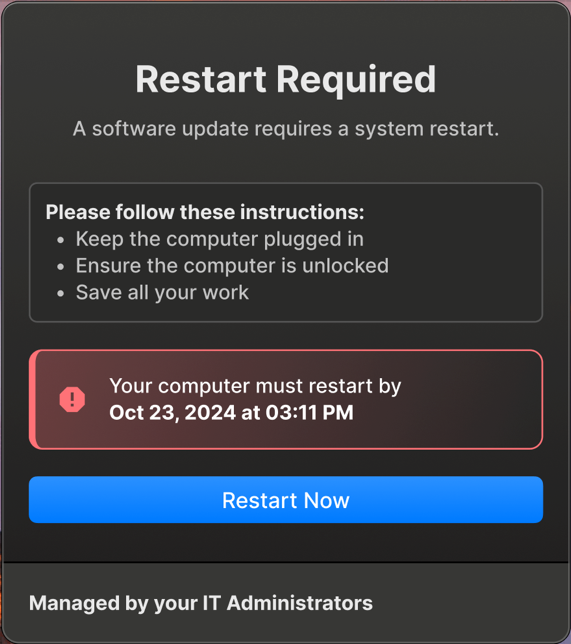 Restart Required
A software update requires a system restart.
Please follow these instructions:
• Keep the computer plugged in
• Ensure the computer is unlocked
• Save all your work
Your computer must restart by
Oct 23, 2024 at 03:11 PM
Restart Now
Managed by your IT Administrators